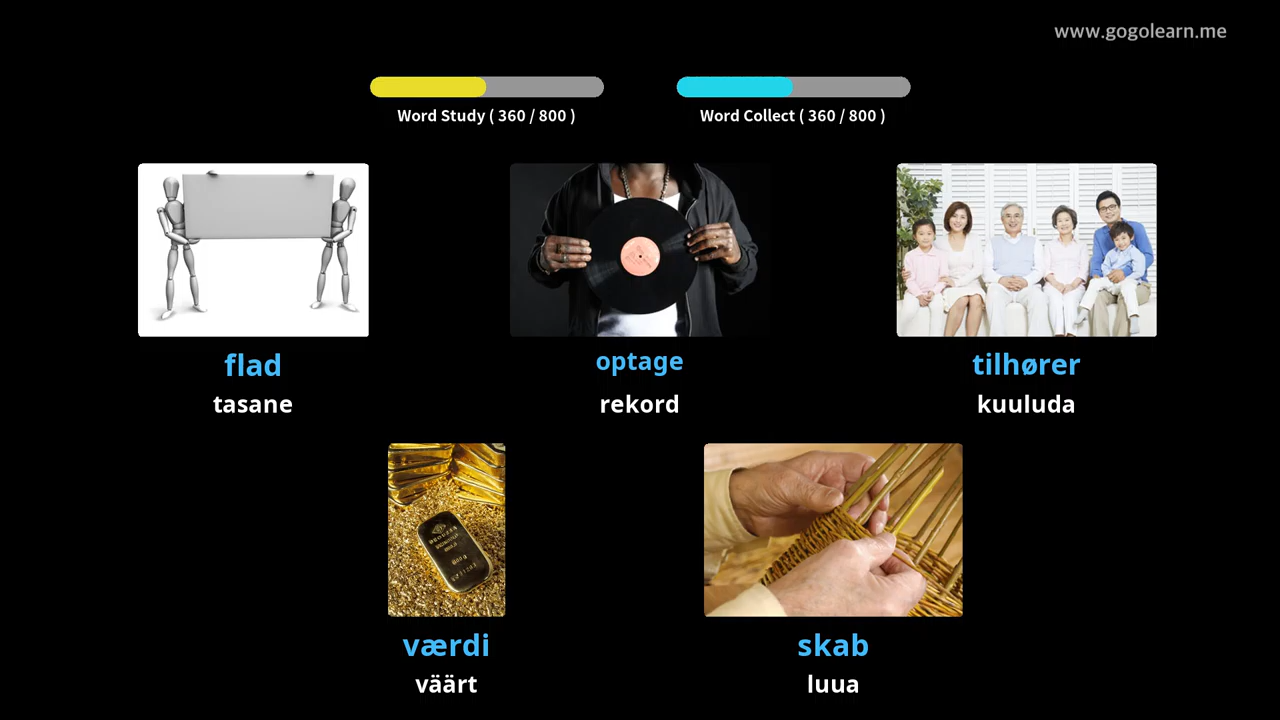 www.gogolearn.me
Word Study ( 360 / 800 )
Word Collect ( 360 / 800 )
flad
tasane
optage
rekord
tilhører
kuuluda
værdi
väärt
skab
luua